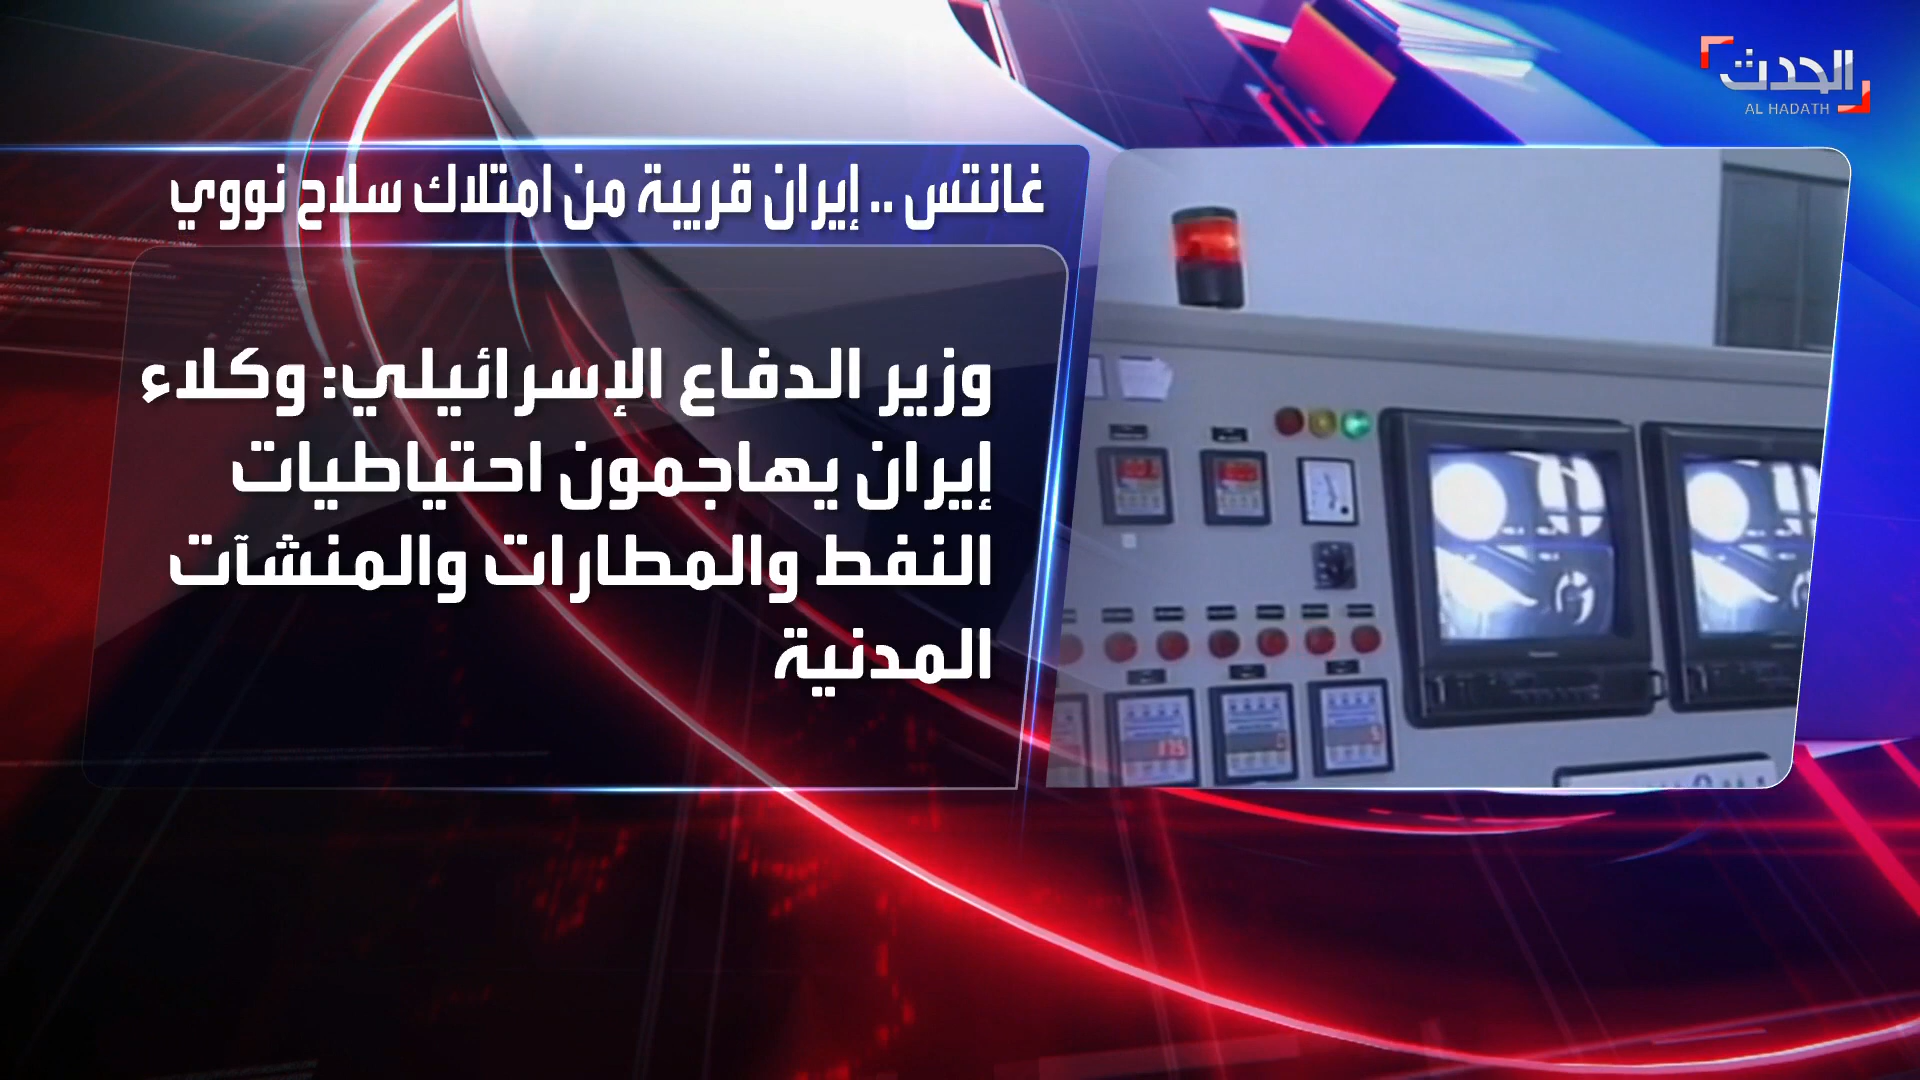 الحدث
AL HADATH
غانتس .. إيران قريبة من امتلاك سلاح نووي
وزير الدفاع الإسرائيلي: وكلاء
إيران يهاجمون احتياطيات
النفط والمطارات والمنشآت
المدنية